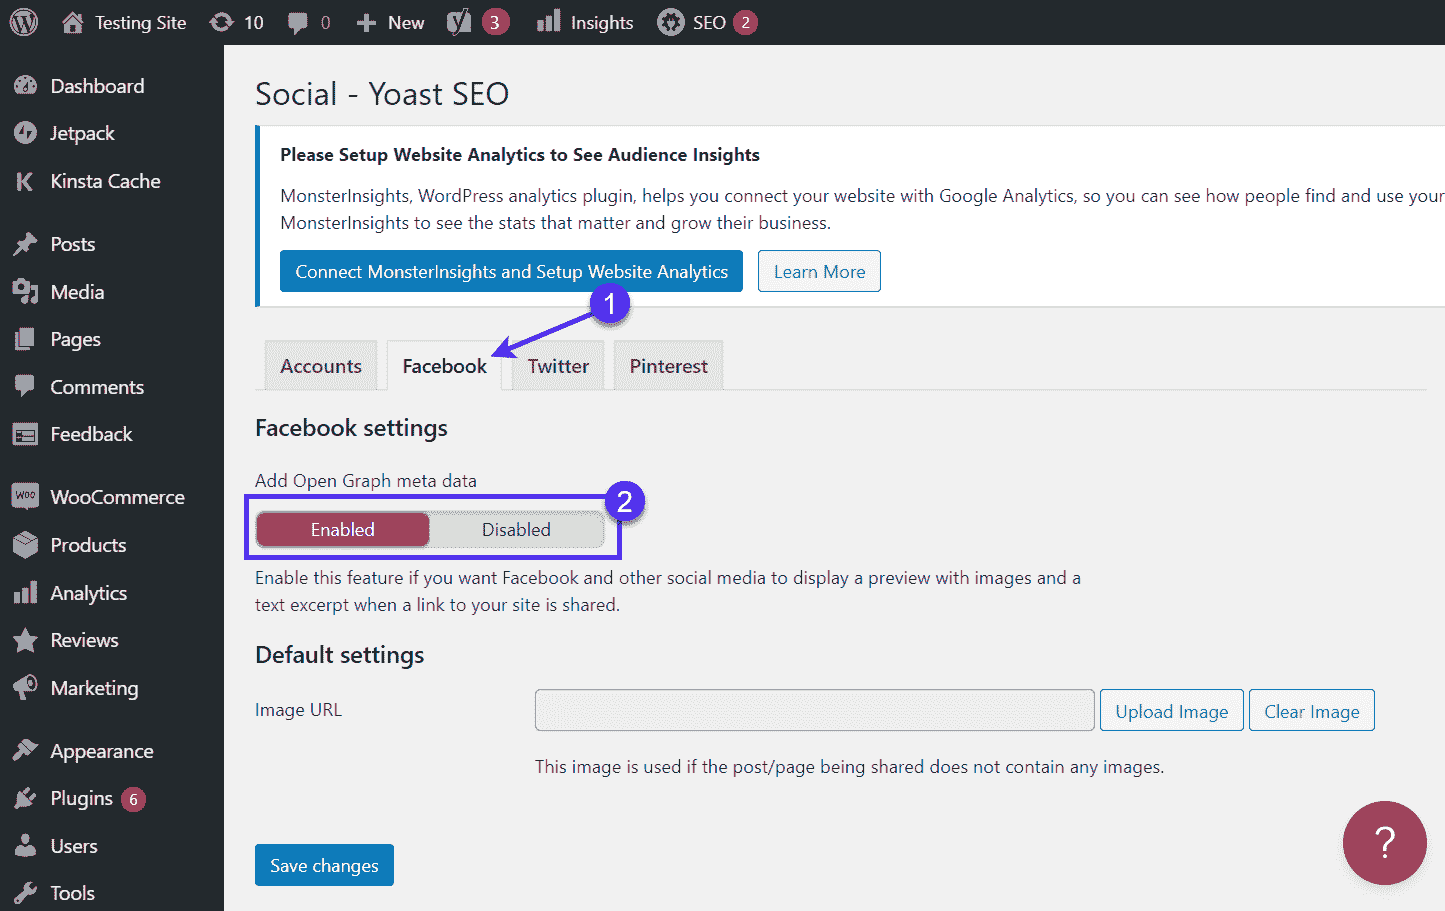 Testing Site 10 0 New 3 Insights SEO 2
Dashboard
Jetpack
Kinsta Cache
Posts
Media
Pages
Comments
Feedback
WOO WooCommerce
Products
Analytics
Reviews
Marketing
Appearance
Plugins 6
Users
Tools
Social - Yoast SEO
Please Setup Website Analytics to See Audience Insights
MonsterInsights, WordPress analytics plugin, helps you connect your website with Google Analytics, so you can see how people find and use your
MonsterInsights to see the stats that matter and grow their business.
Connect MonsterInsights and Setup Website Analytics Learn More
1
Accounts Facebook Twitter Pinterest
Facebook settings
Add Open Graph meta data
2
Enabled Disabled
Enable this feature if you want Facebook and other social media to display a preview with images and a
text excerpt when a link to your site is shared.
Default settings
Image URL Upload Image Clear Image
This image is used if the post/page being shared does not contain any images.
Save changes
?